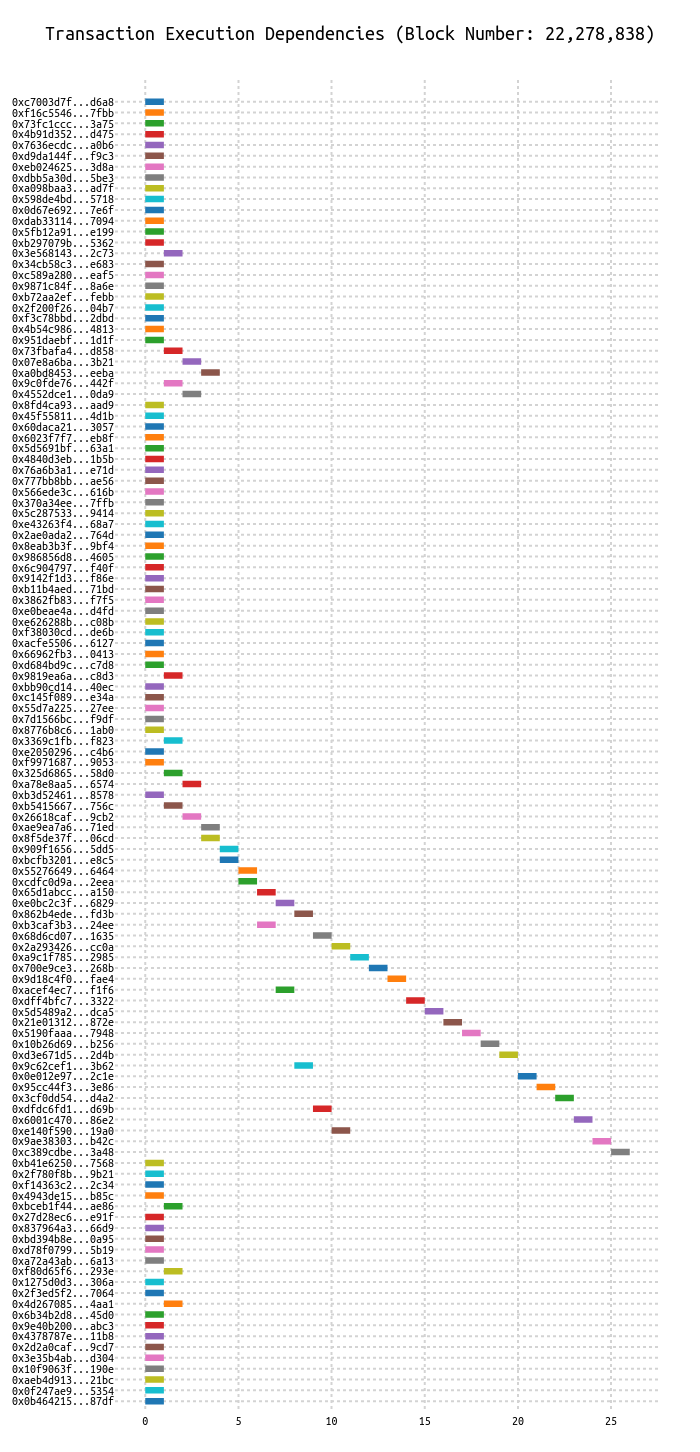 Transaction Execution Dependencies (Block Number: 22,278,838)
0xc7003d7f...d6a8
0xf16c5546...7fbb
0x73fc1ccc...3a75
0x4b91d352...d475
0x7636ecdc...a0b6
0xd9da144f...f9c3
0xeb024625...3d8a
0xdbb5a30d...5be3
0xa098baa3...ad7f
0x598de4bd...5718
0x0d67e692...7e6f
0xdab33114...7094
0x5fb12a91...e199
0xb297079b...5362
0x3e568143...2c73
0x34cb58c3...e683
0xc589a280...eaf5
0x9871c84f...8a6e
0xb72aa2ef...febb
0x2f200f26...04b7
0xf3c78bbd...2dbd
0x4b54c986...4813
0x951daebf...1d1f
0x73fbafa4...d858
0x07e8a6ba...3b21
0xa0bd8453...eeba
0x9c0fde76...442f
0x4552dce1...0da9
0x8fd4ca93...aad9
0x45f55811...4d1b
0x60daca21...3057
0x6023f7f7...eb8f
0x5d5691bf...63a1
0x4840d3eb...1b5b
0x76a6b3a1...e71d
0x777bb8bb...ae56
0x566ede3c...616b
0x370a34ee...7ffb
0x5c287533...9414
0xe43263f4...68a7
0x2ae0ada2...764d
0x8eab3b3f...9bf4
0x986856d8...4605
0x6c904797...f40f
0x9142f1d3...f86e
0xb11b4aed...71bd
0x3862fb83...f7f5
0xe0beae4a...d4fd
0xe626288b...c08b
0xf38030cd...de6b
0xacfe5506...6127
0x66962fb3...0413
0xd684bd9c...c7d8
0x9819ea6a...c8d3
0xbb90cd14...40ec
0xc145f089...e34a
0x55d7a225...27ee
0x7d1566bc...f9df
0x8776b8c6...1ab0
0x3369c1fb...f823
0xe2050296...c4b6
0xf9971687...9053
0x325d6865...58d0
0xa78e8aa5...6574
0xb3d52461...8578
0xb5415667...756c
0x26618caf...9cb2
0xae9ea7a6...71ed
0x8f5de37f...06cd
0x909f1656...5dd5
0xbcfb3201...e8c5
0x55276649...6464
0xcdfc0d9a...2eea
0x65d1abcc...a150
0xe0bc2c3f...6829
0x862b4ede...fd3b
0xb3caf3b3...24ee
0x68d6cd07...1635
0x2a293426...cc0a
0xa9c1f785...2985
0x700e9ce3...268b
0x9d18c4f0...fae4
0xacef4ec7...f1f6
0xdff4bfc7...3322
0x5d5489a2...dca5
0x21e01312...872e
0x5190faaa...7948
0x10b26d69...b256
0xd3e671d5...2d4b
0x9c62cef1...3b62
0x0e012e97...2c1e
0x95cc44f3...3e86
0x3cf0dd54...d4a2
0xdfdc6fd1...d69b
0x6001c470...86e2
0xe140f590...19a0
0x9ae38303...b42c
0xc389cdbe...3a48
0xb41e6250...7568
0x2f780f8b...9b21
0xf14363c2...2c34
0x4943de15...b85c
0xbceb1f44...ae86
0x27d28ec6...e91f
0x837964a3...66d9
0xbd394b8e...0a95
0xd78f0799...5b19
0xa72a43ab...6a13
0xf80d65f6...293e
0x1275d0d3...306a
0x2f3ed5f2...7064
0x4d267085...4aa1
0x6b34b2d8...45d0
0x9e40b200...abc3
0x4378787e...11b8
0x2d2a0caf...9cd7
0x3e35b4ab...d304
0x10f9063f...190e
0xaeb4d913...21bc
0x0f247ae9...5354
0x0b464215...87df
0 5 10 15 20 25